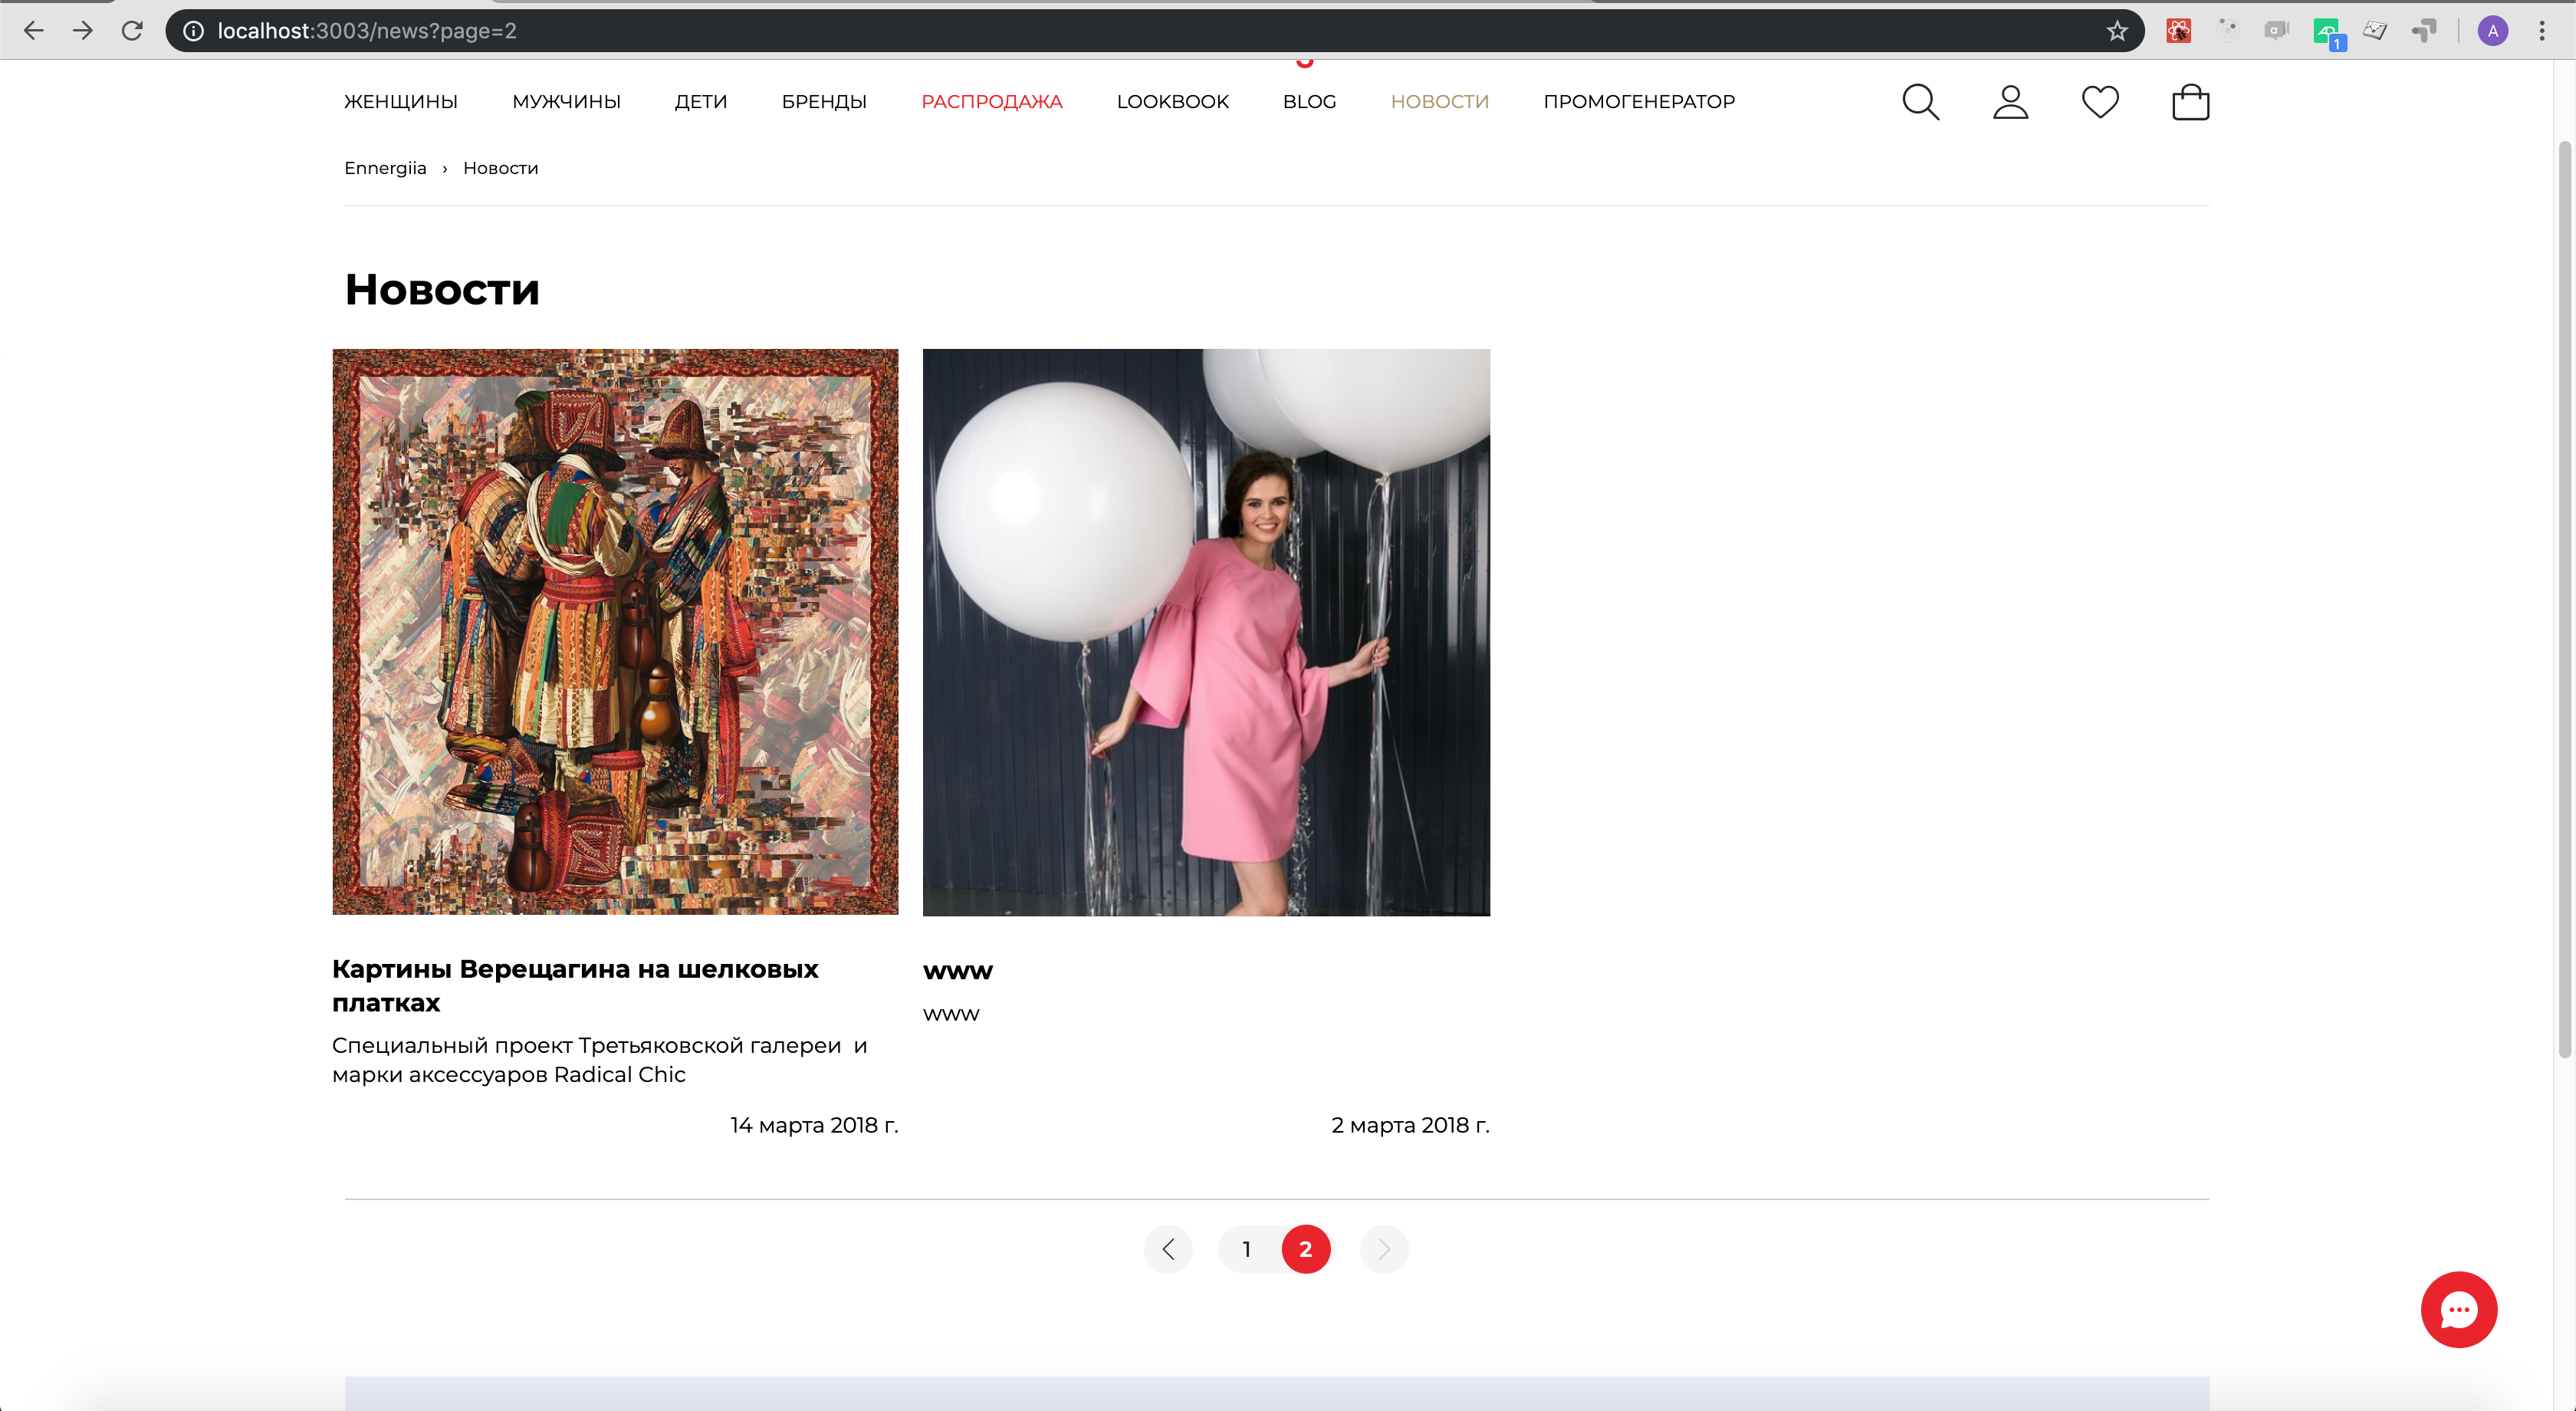 localhost:3003/news?page=2
1
A
ЖЕНЩИНЫ МУЖЧИНЫ ДЕТИ БРЕНДЫ РАСПРОДАЖА LOOKBOOK BLOG НОВОСТИ ПРОМОГЕНЕРАТОР
Ennergiia › Новости
Новости
Картины Верещагина на шелковых
платках
Специальный проект Третьяковской галереи и
марки аксессуаров Radical Chic
14 марта 2018 г.
www
www
2 марта 2018 г.
1 2